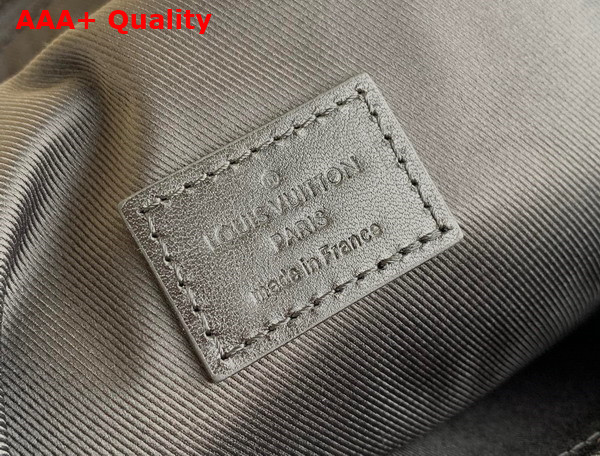 AAA+ Quality
LOUIS VUITTON
PARIS
made in France